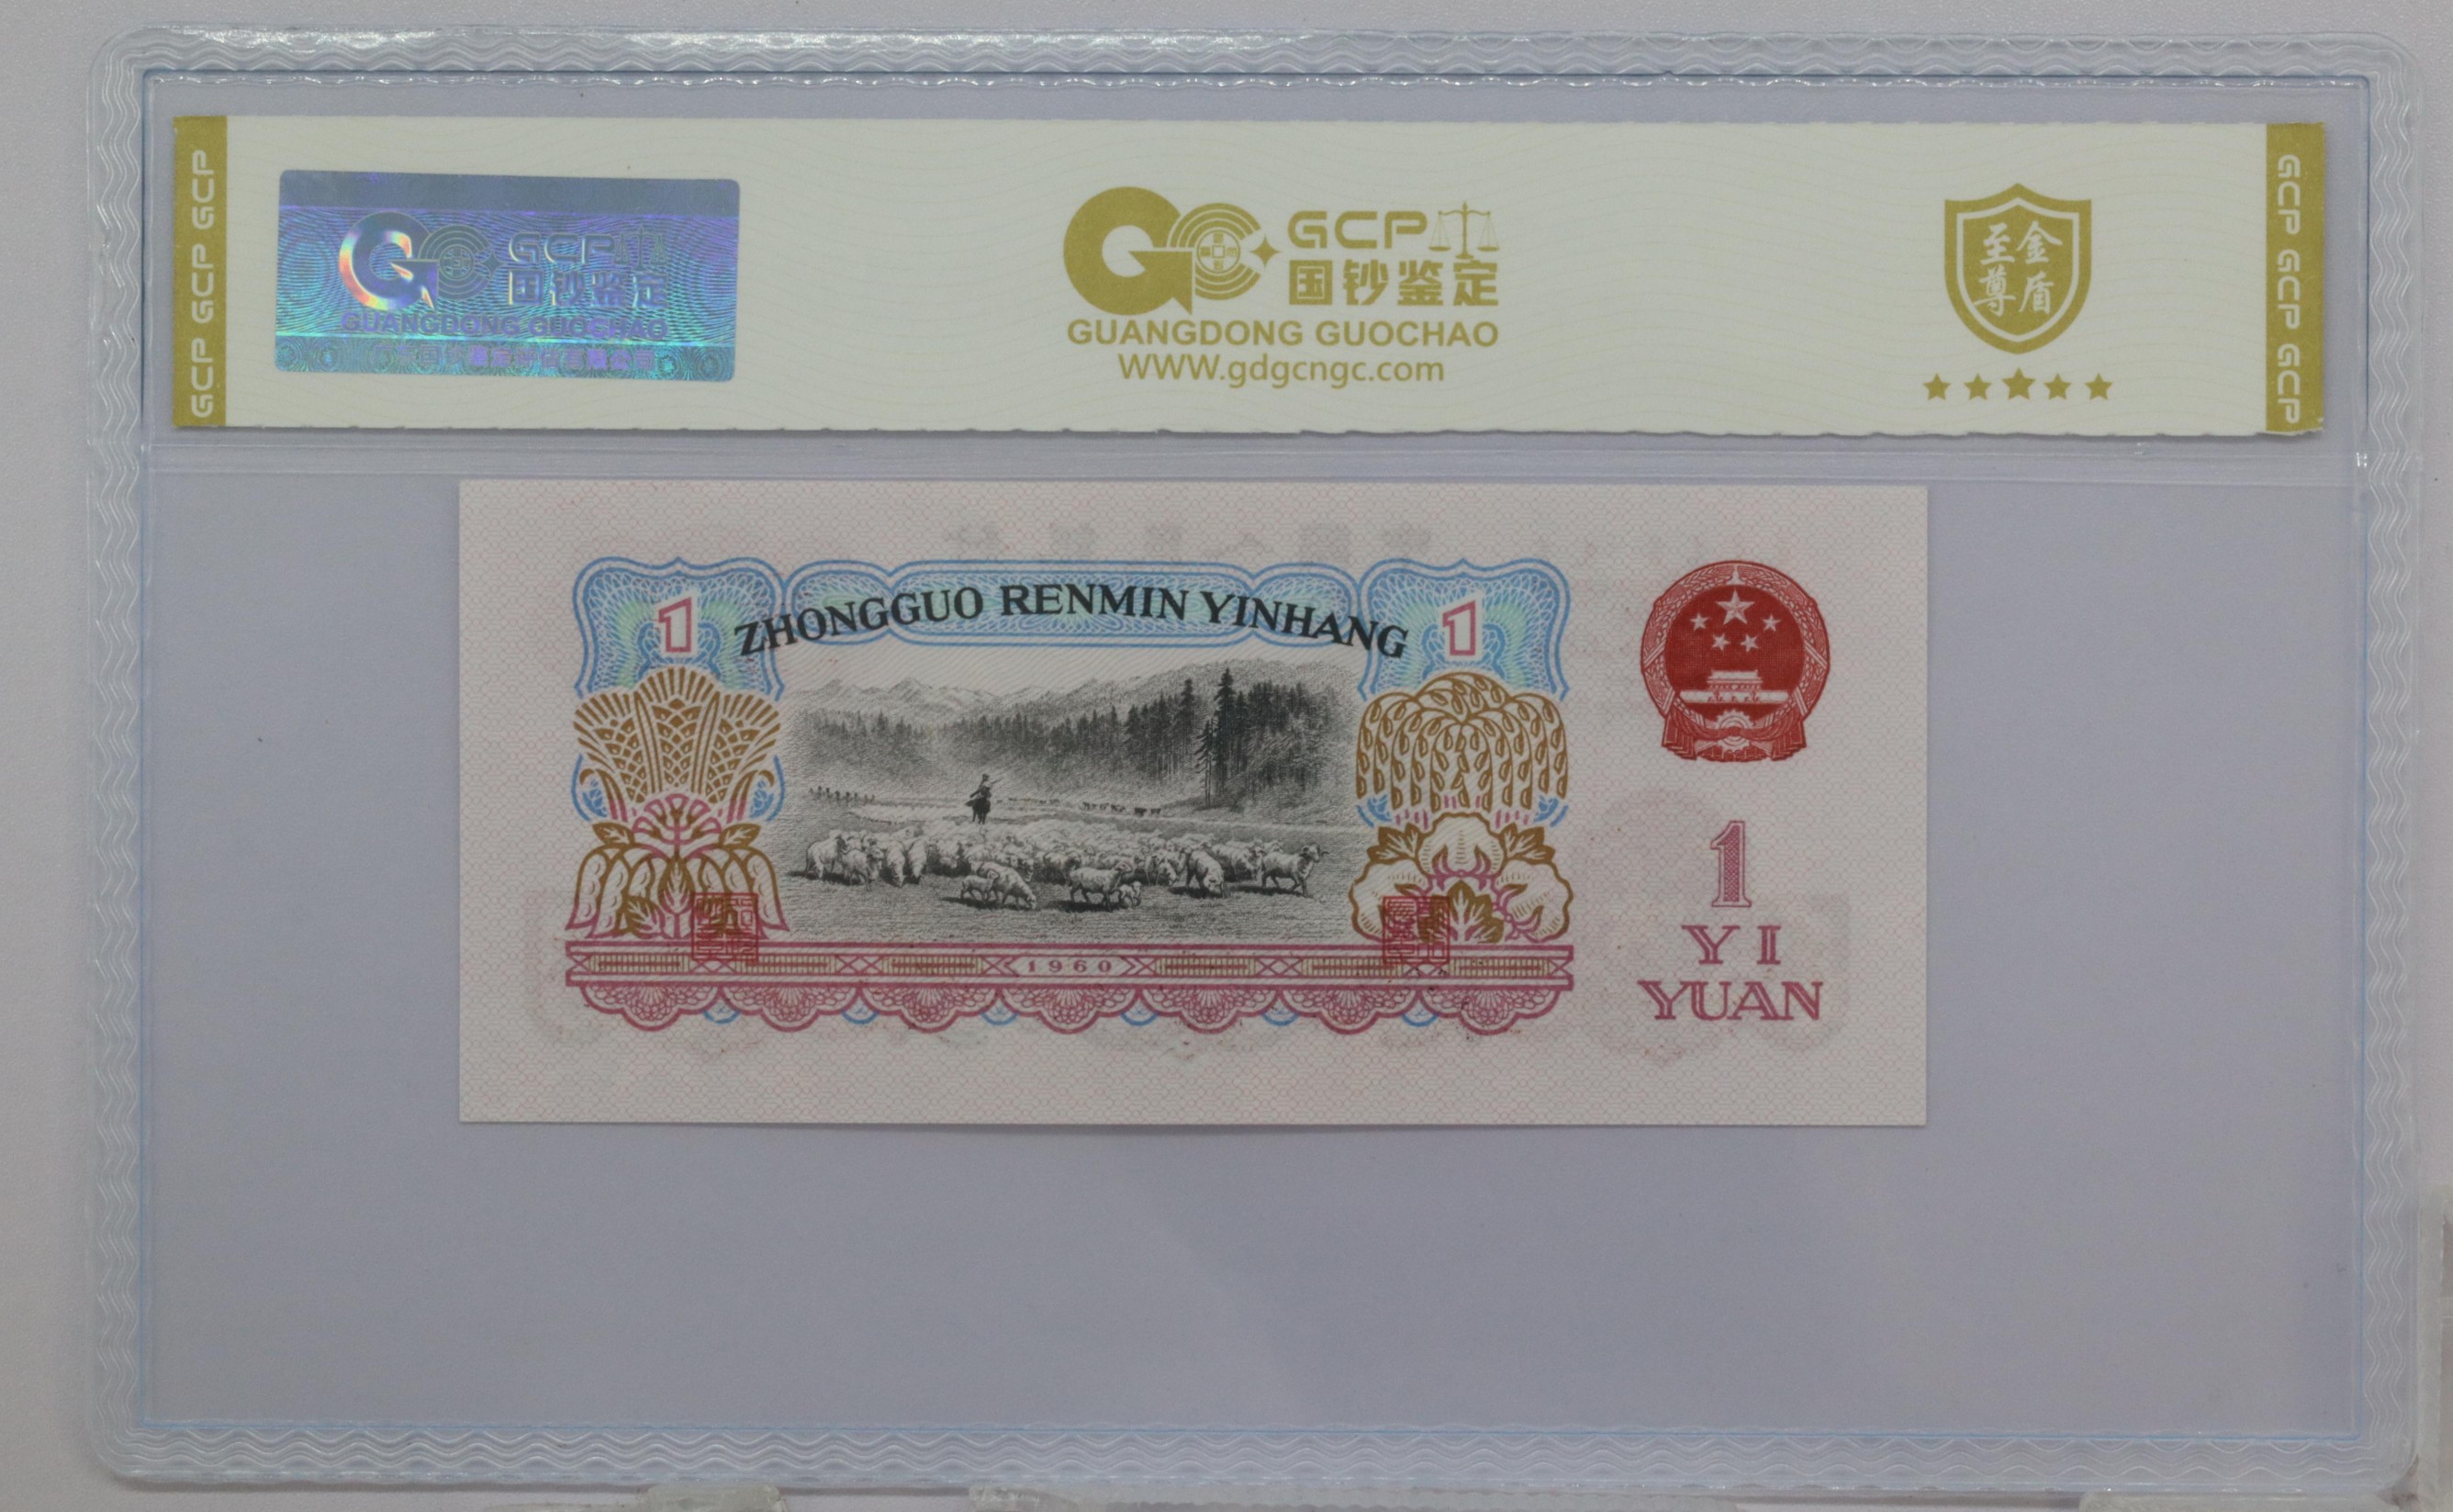 GCP GCP GCP
GCP
国钞鉴定
GUANGDONG GUOCHAO
GCP
国钞鉴定
GUANGDONG GUOCHAO
WWW.gdgcngc.com
至尊金盾
GCP GCP GCP
ZHONGGUO RENMIN YINHANG
1
1
1960
1
YI
YUAN